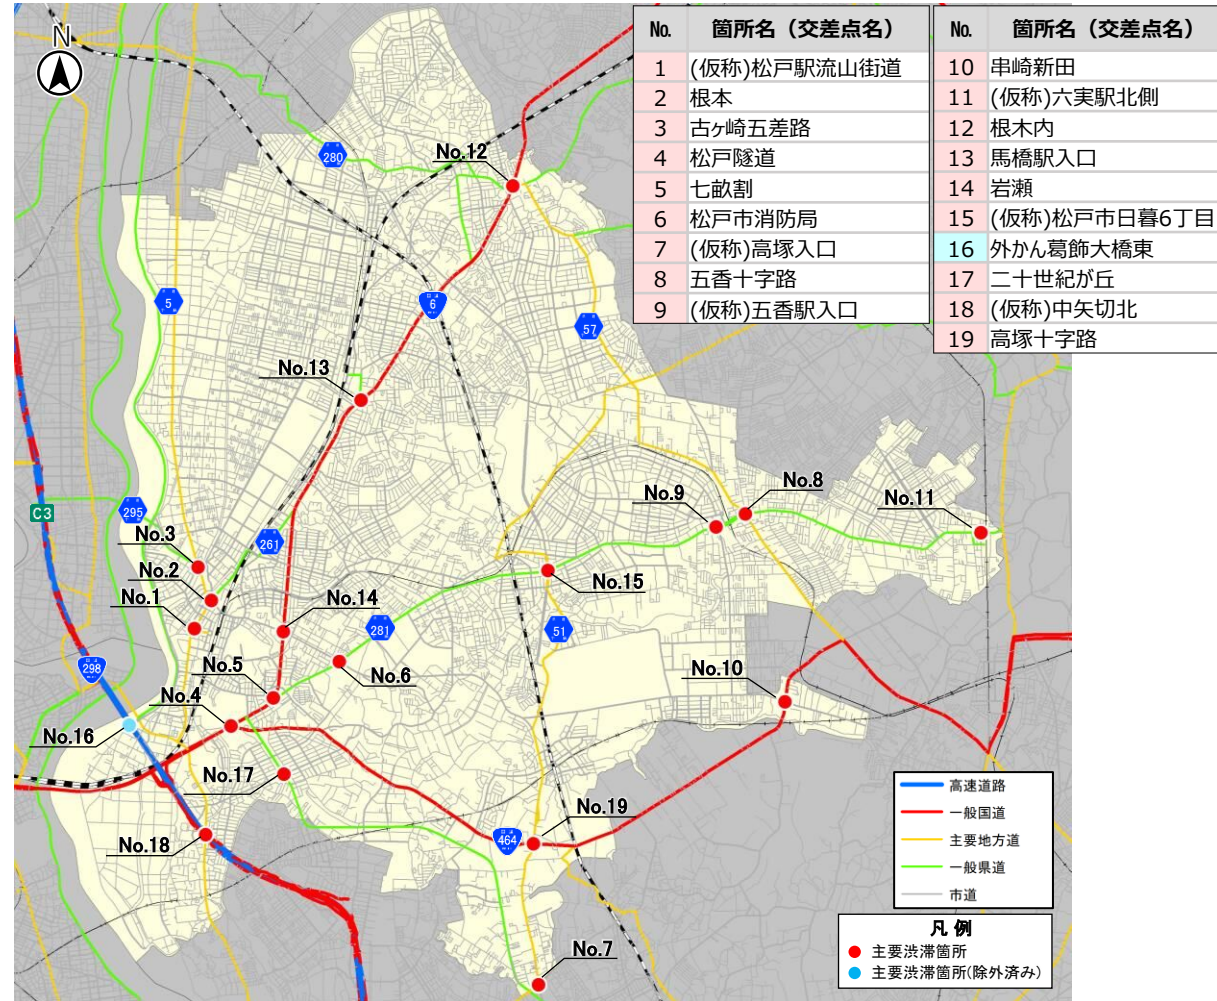 N
No.
箇所名（交差点名）
1
(仮称)松戸駅流山街道
2
根本
3
古ヶ崎五差路
4
松戸隧道
5
七畝割
6
松戸市消防局
7
(仮称)高塚入口
8
五香十字路
9
(仮称)五香駅入口
No.
箇所名（交差点名）
10
串崎新田
11
(仮称)六実駅北側
12
根木内
13
馬橋駅入口
14
岩瀬
15
(仮称)松戸市日暮6丁目
16
外かん葛飾大橋東
17
二十世紀が丘
18
(仮称)中矢切北
19
高塚十字路
280
No.12
5
6
57
No.13
No.8
No.9
No.11
C3
295
No.3
261
No.2
No.15
No.1
No.14
281
51
298
No.5
No.6
No.10
No.4
No.16
No.17
No.19
464
No.18
No.7
高速道路
一般国道
主要地方道
一般県道
市道
凡 例
主要渋滞箇所
主要渋滞箇所(除外済み)